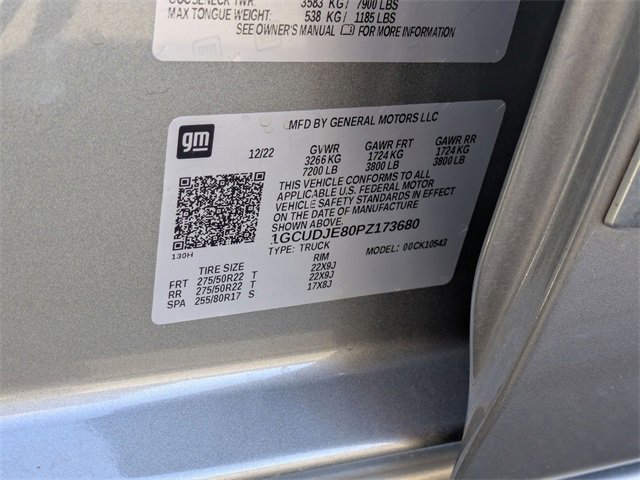 GOOSENECK TWR: 3583 KG / 7900 LBS
MAX TONGUE WEIGHT: 538 KG / 1185 LBS
SEE OWNER'S MANUAL FOR MORE INFORMATION
gm
MFD BY GENERAL MOTORS LLC
12/22 GVWR GAWR FRT GAWR RR
3266 KG 1724 KG 1724 KG
7200 LB 3800 LB 3800 LB
THIS VEHICLE CONFORMS TO ALL
APPLICABLE U.S. FEDERAL MOTOR
VEHICLE SAFETY STANDARDS IN EFFECT
ON THE DATE OF MANUFACTURE
1GCUDJE80PZ173680
130H TYPE: TRUCK MODEL: 00CK10543
TIRE SIZE RIM
FRT 275/50R22 T 22X9J
RR 275/50R22 T 22X9J
SPA 255/80R17 S 17X8J